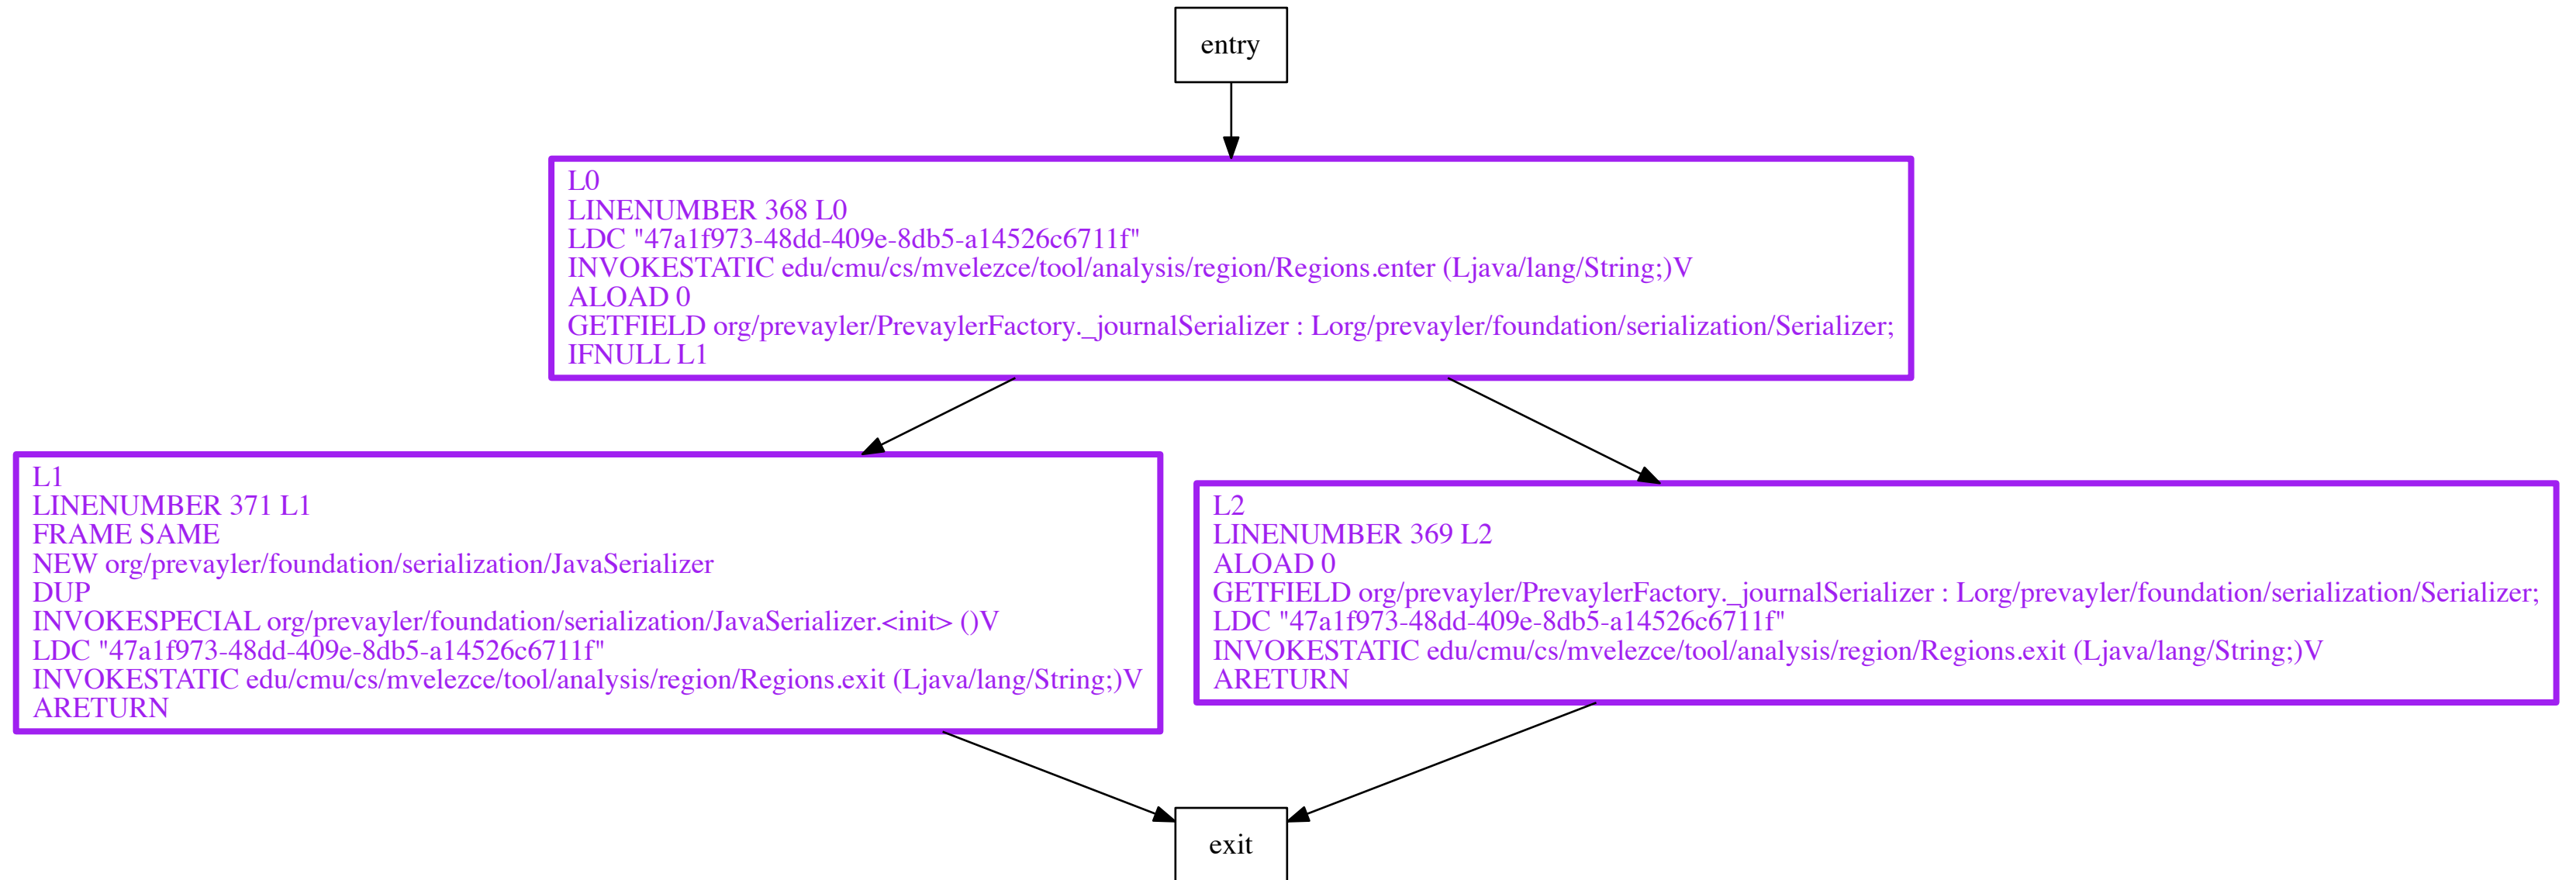 entry
L0
LINENUMBER 368 L0
LDC "47a1f973-48dd-409e-8db5-a14526c6711f"
INVOKESTATIC edu/cmu/cs/mvelezce/tool/analysis/region/Regions.enter (Ljava/lang/String;)V
ALOAD 0
GETFIELD org/prevayler/PrevaylerFactory._journalSerializer : Lorg/prevayler/foundation/serialization/Serializer;
IFNULL L1
L1
LINENUMBER 371 L1
FRAME SAME
NEW org/prevayler/foundation/serialization/JavaSerializer
DUP
INVOKESPECIAL org/prevayler/foundation/serialization/JavaSerializer.<init> ()V
LDC "47a1f973-48dd-409e-8db5-a14526c6711f"
INVOKESTATIC edu/cmu/cs/mvelezce/tool/analysis/region/Regions.exit (Ljava/lang/String;)V
ARETURN
L2
LINENUMBER 369 L2
ALOAD 0
GETFIELD org/prevayler/PrevaylerFactory._journalSerializer : Lorg/prevayler/foundation/serialization/Serializer;
LDC "47a1f973-48dd-409e-8db5-a14526c6711f"
INVOKESTATIC edu/cmu/cs/mvelezce/tool/analysis/region/Regions.exit (Ljava/lang/String;)V
ARETURN
exit